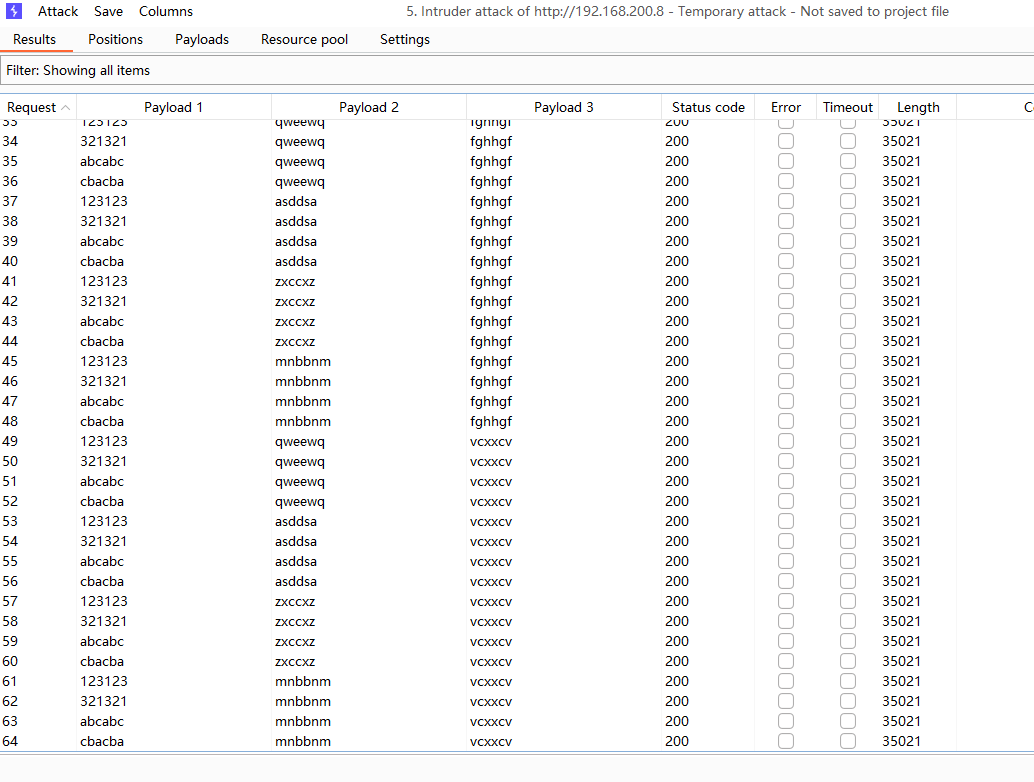 Attack Save Columns 5. Intruder attack of http://192.168.200.8 - Temporary attack - Not saved to project file
Results Positions Payloads Resource pool Settings
Filter: Showing all items
Request Payload 1 Payload 2 Payload 3 Status code Error Timeout Length
33 123123 qweewq fghhgf 200 35021
34 321321 qweewq fghhgf 200 35021
35 abcabc qweewq fghhgf 200 35021
36 cbacba qweewq fghhgf 200 35021
37 123123 asddsa fghhgf 200 35021
38 321321 asddsa fghhgf 200 35021
39 abcabc asddsa fghhgf 200 35021
40 cbacba asddsa fghhgf 200 35021
41 123123 zxccxz fghhgf 200 35021
42 321321 zxccxz fghhgf 200 35021
43 abcabc zxccxz fghhgf 200 35021
44 cbacba zxccxz fghhgf 200 35021
45 123123 mnbbnm fghhgf 200 35021
46 321321 mnbbnm fghhgf 200 35021
47 abcabc mnbbnm fghhgf 200 35021
48 cbacba mnbbnm fghhgf 200 35021
49 123123 qweewq vcxxcv 200 35021
50 321321 qweewq vcxxcv 200 35021
51 abcabc qweewq vcxxcv 200 35021
52 cbacba qweewq vcxxcv 200 35021
53 123123 asddsa vcxxcv 200 35021
54 321321 asddsa vcxxcv 200 35021
55 abcabc asddsa vcxxcv 200 35021
56 cbacba asddsa vcxxcv 200 35021
57 123123 zxccxz vcxxcv 200 35021
58 321321 zxccxz vcxxcv 200 35021
59 abcabc zxccxz vcxxcv 200 35021
60 cbacba zxccxz vcxxcv 200 35021
61 123123 mnbbnm vcxxcv 200 35021
62 321321 mnbbnm vcxxcv 200 35021
63 abcabc mnbbnm vcxxcv 200 35021
64 cbacba mnbbnm vcxxcv 200 35021